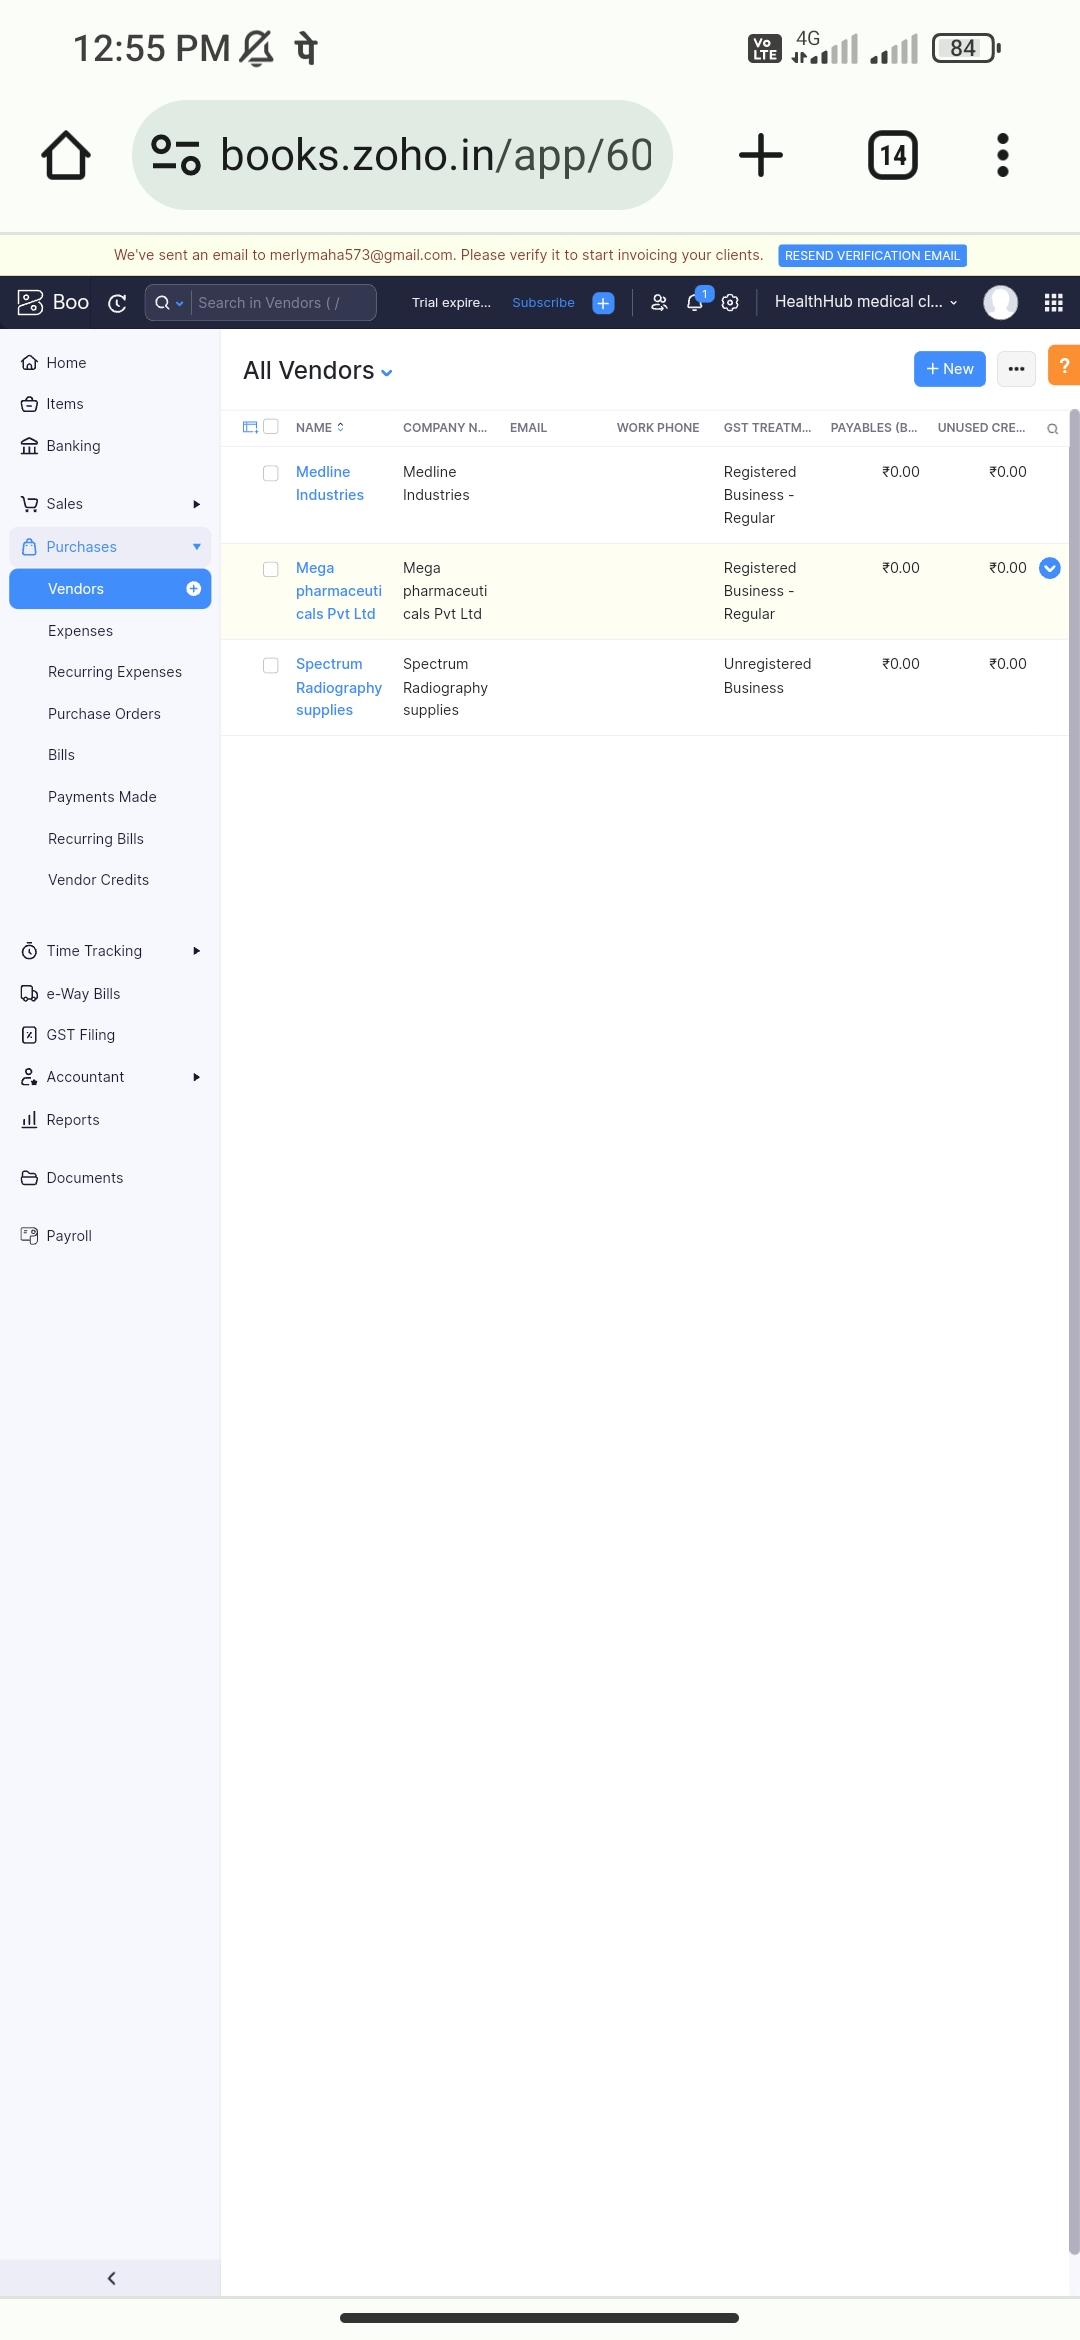 12:55 PM पे Vo LTE 4G 84
books.zoho.in/app/60 14
We've sent an email to merlymaha573@gmail.com. Please verify it to start invoicing your clients. RESEND VERIFICATION EMAIL
Boo Search in Vendors ( / Trial expire... Subscribe 1 HealthHub medical cl...
Home
Items
Banking
Sales
Purchases
Vendors
Expenses
Recurring Expenses
Purchase Orders
Bills
Payments Made
Recurring Bills
Vendor Credits
Time Tracking
e-Way Bills
GST Filing
Accountant
Reports
Documents
Payroll
All Vendors
+ New ... ?
NAME COMPANY N... EMAIL WORK PHONE GST TREATM... PAYABLES (B... UNUSED CRE...
Medline Medline Registered ₹0.00 ₹0.00
Industries Industries Business -
Regular
Mega Mega Registered ₹0.00 ₹0.00
pharmaceuti pharmaceuti Business -
cals Pvt Ltd cals Pvt Ltd Regular
Spectrum Spectrum Unregistered ₹0.00 ₹0.00
Radiography Radiography Business
supplies supplies